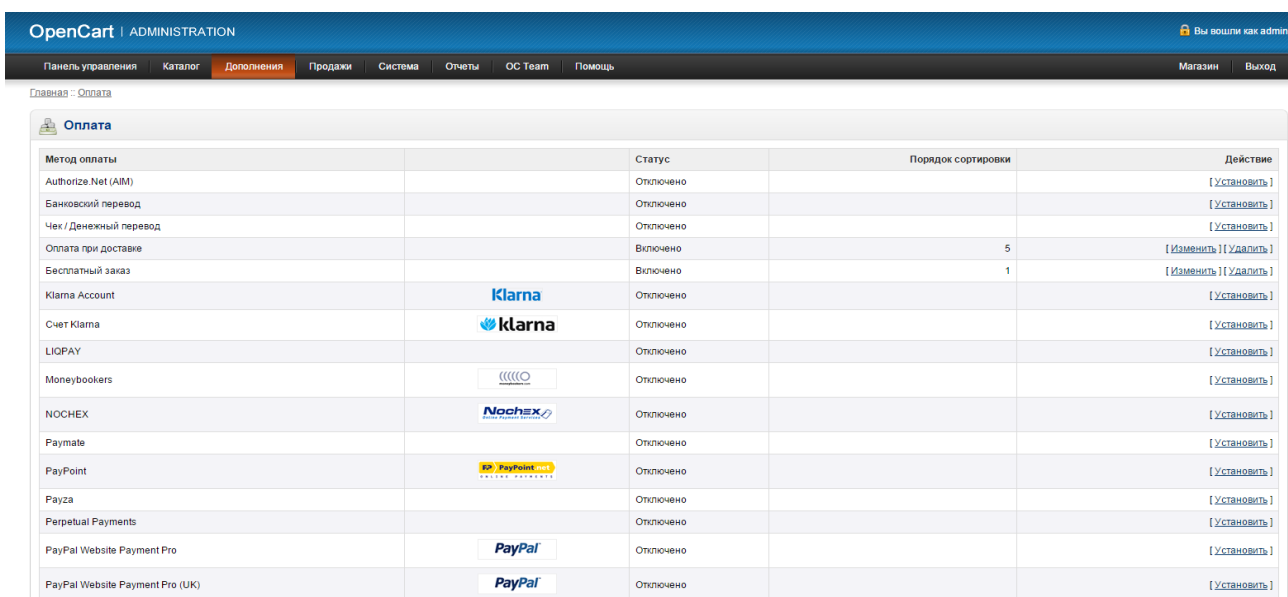 OpenCart | ADMINISTRATION
Вы вошли как admin
Панель управления Каталог Дополнения Продажи Система Отчеты OC Team Помощь Магазин Выход
Главная :: Оплата
Оплата
Метод оплаты Статус Порядок сортировки Действие
Authorize.Net (AIM) Отключено [ Установить ]
Банковский перевод Отключено [ Установить ]
Чек / Денежный перевод Отключено [ Установить ]
Оплата при доставке Включено 5 [ Изменить ] [ Удалить ]
Бесплатный заказ Включено 1 [ Изменить ] [ Удалить ]
Klarna Account Klarna Отключено [ Установить ]
Счет Klarna klarna Отключено [ Установить ]
LIQPAY Отключено [ Установить ]
Moneybookers Отключено [ Установить ]
NOCHEX Nochex Online Payment Services Отключено [ Установить ]
Paymate Отключено [ Установить ]
PayPoint PayPoint.net ONLINE PAYMENTS Отключено [ Установить ]
Payza Отключено [ Установить ]
Perpetual Payments Отключено [ Установить ]
PayPal Website Payment Pro PayPal Отключено [ Установить ]
PayPal Website Payment Pro (UK) PayPal Отключено [ Установить ]